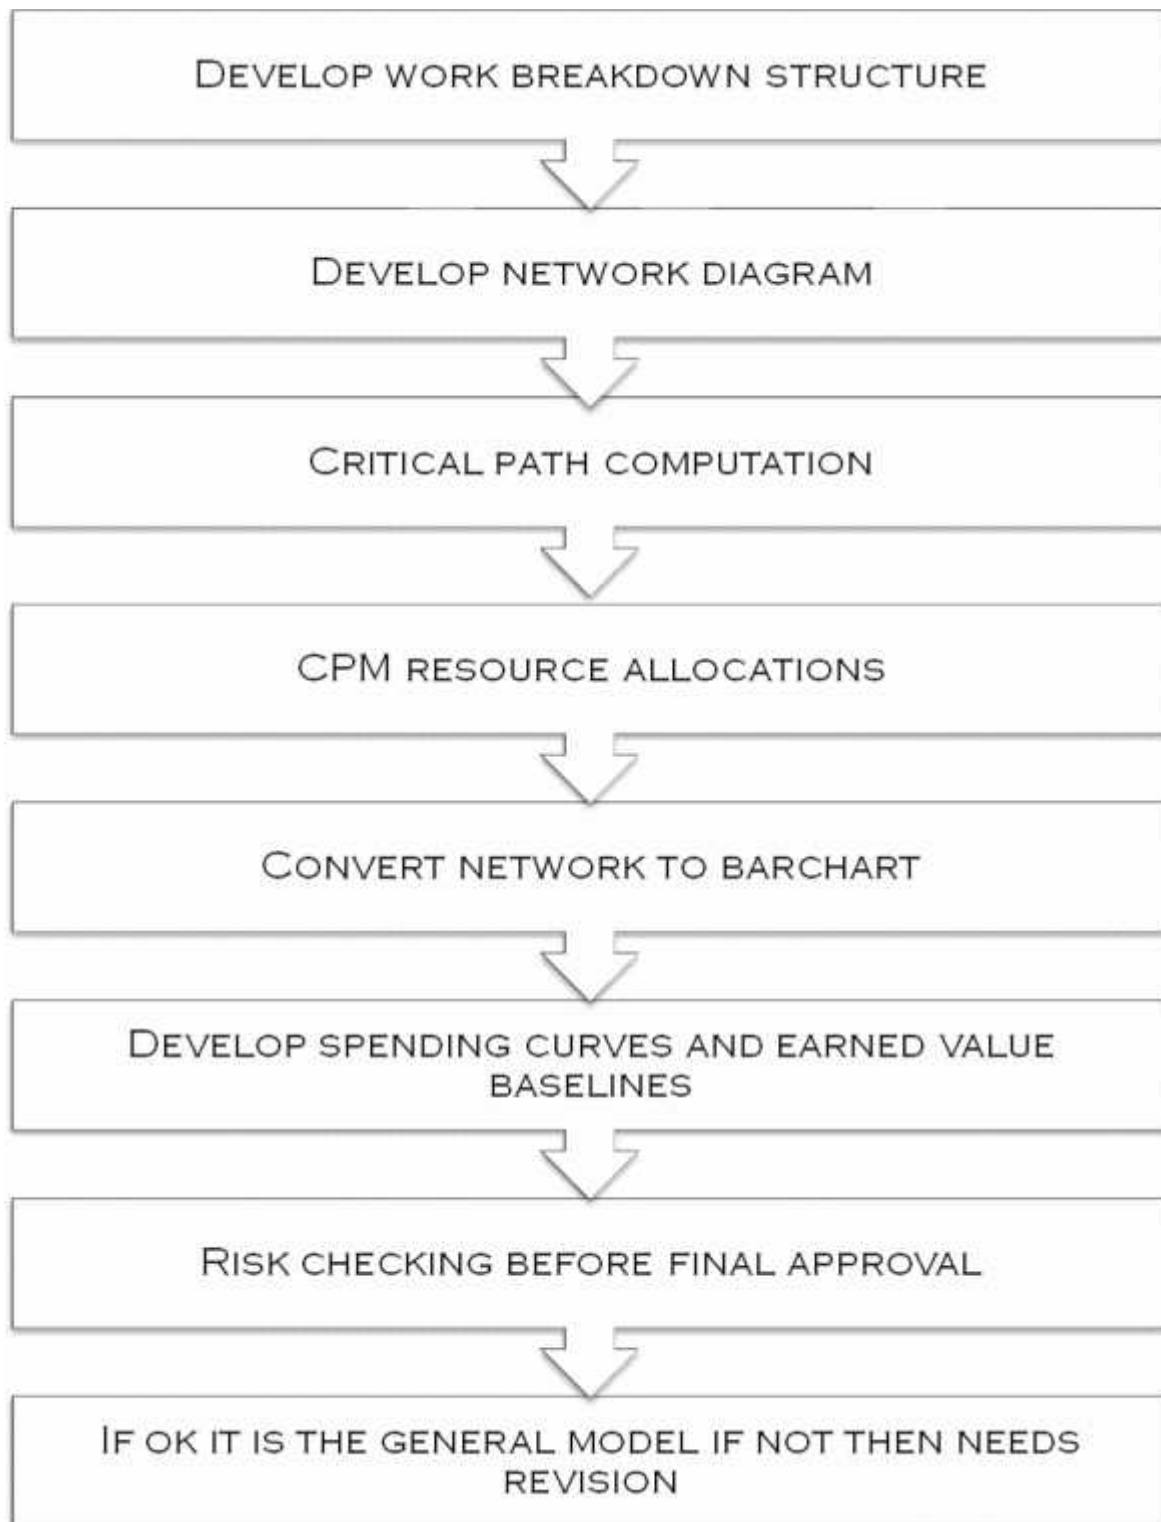 Develop work breakdown structure
Develop network diagram
Critical path computation
CPM resource allocations
Convert network to barchart
Develop spending curves and earned value
baselines
Risk checking before final approval
If ok it is the general model if not then needs
revision